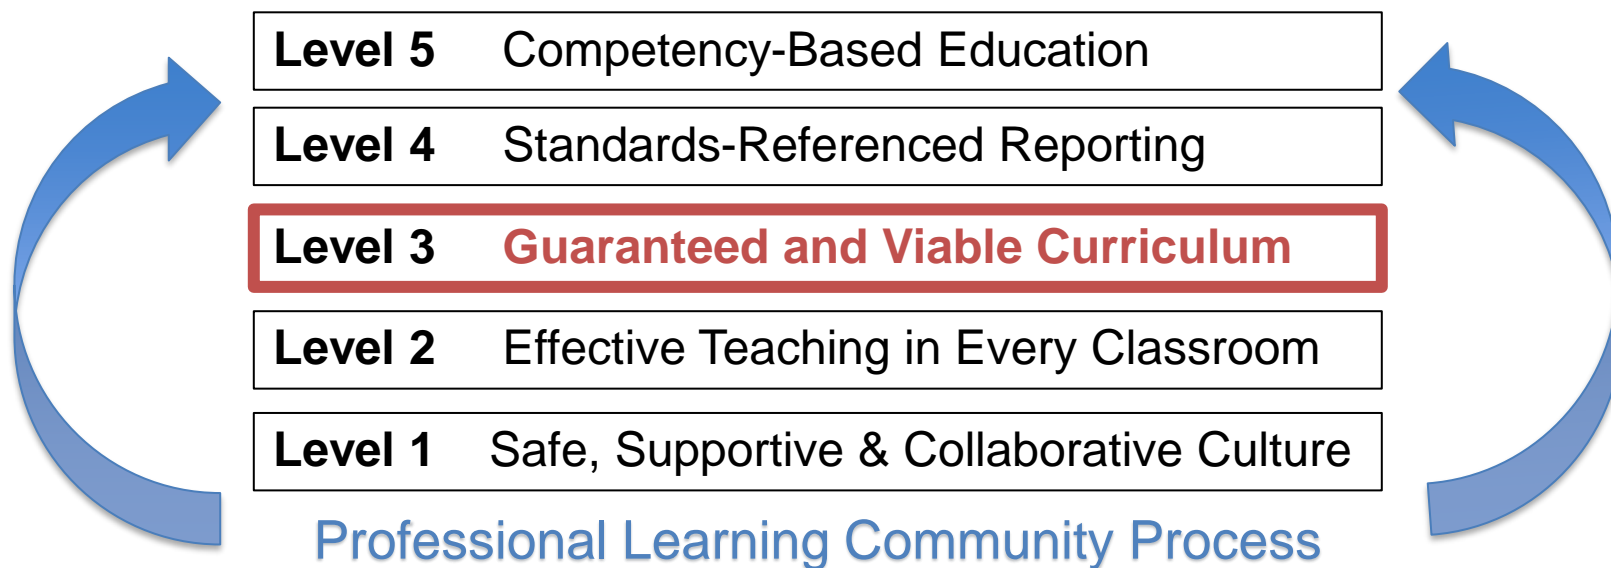 Level 5 Competency-Based Education
Level 4 Standards-Referenced Reporting
Level 3 Guaranteed and Viable Curriculum
Level 2 Effective Teaching in Every Classroom
Level 1 Safe, Supportive & Collaborative Culture
Professional Learning Community Process